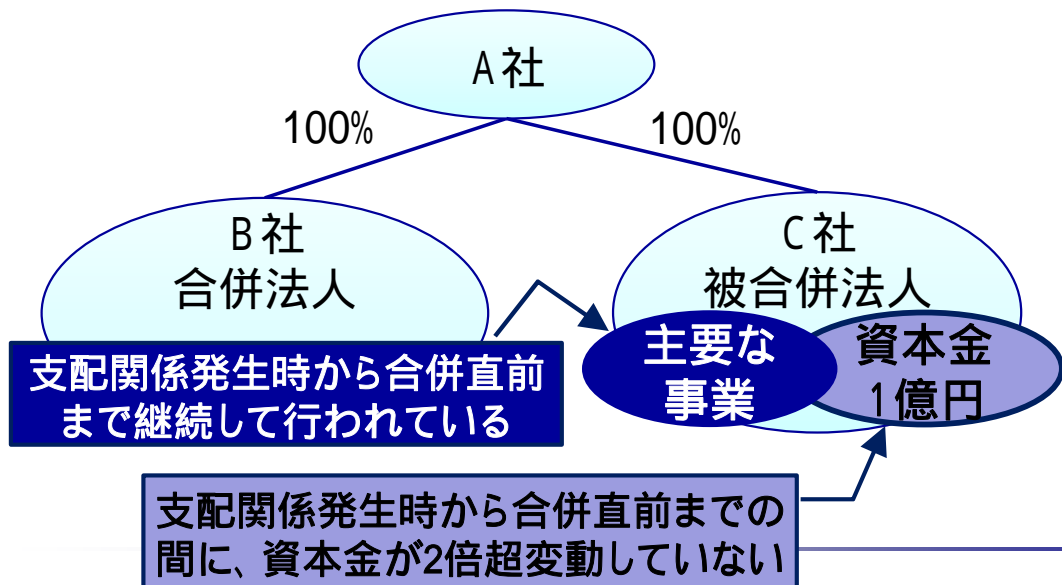 A社
100%
100%
B社
合併法人
C社
被合併法人
主要な
事業
資本金
1億円
支配関係発生時から合併直前
まで継続して行われている
支配関係発生時から合併直前までの
間に、資本金が2倍超変動していない